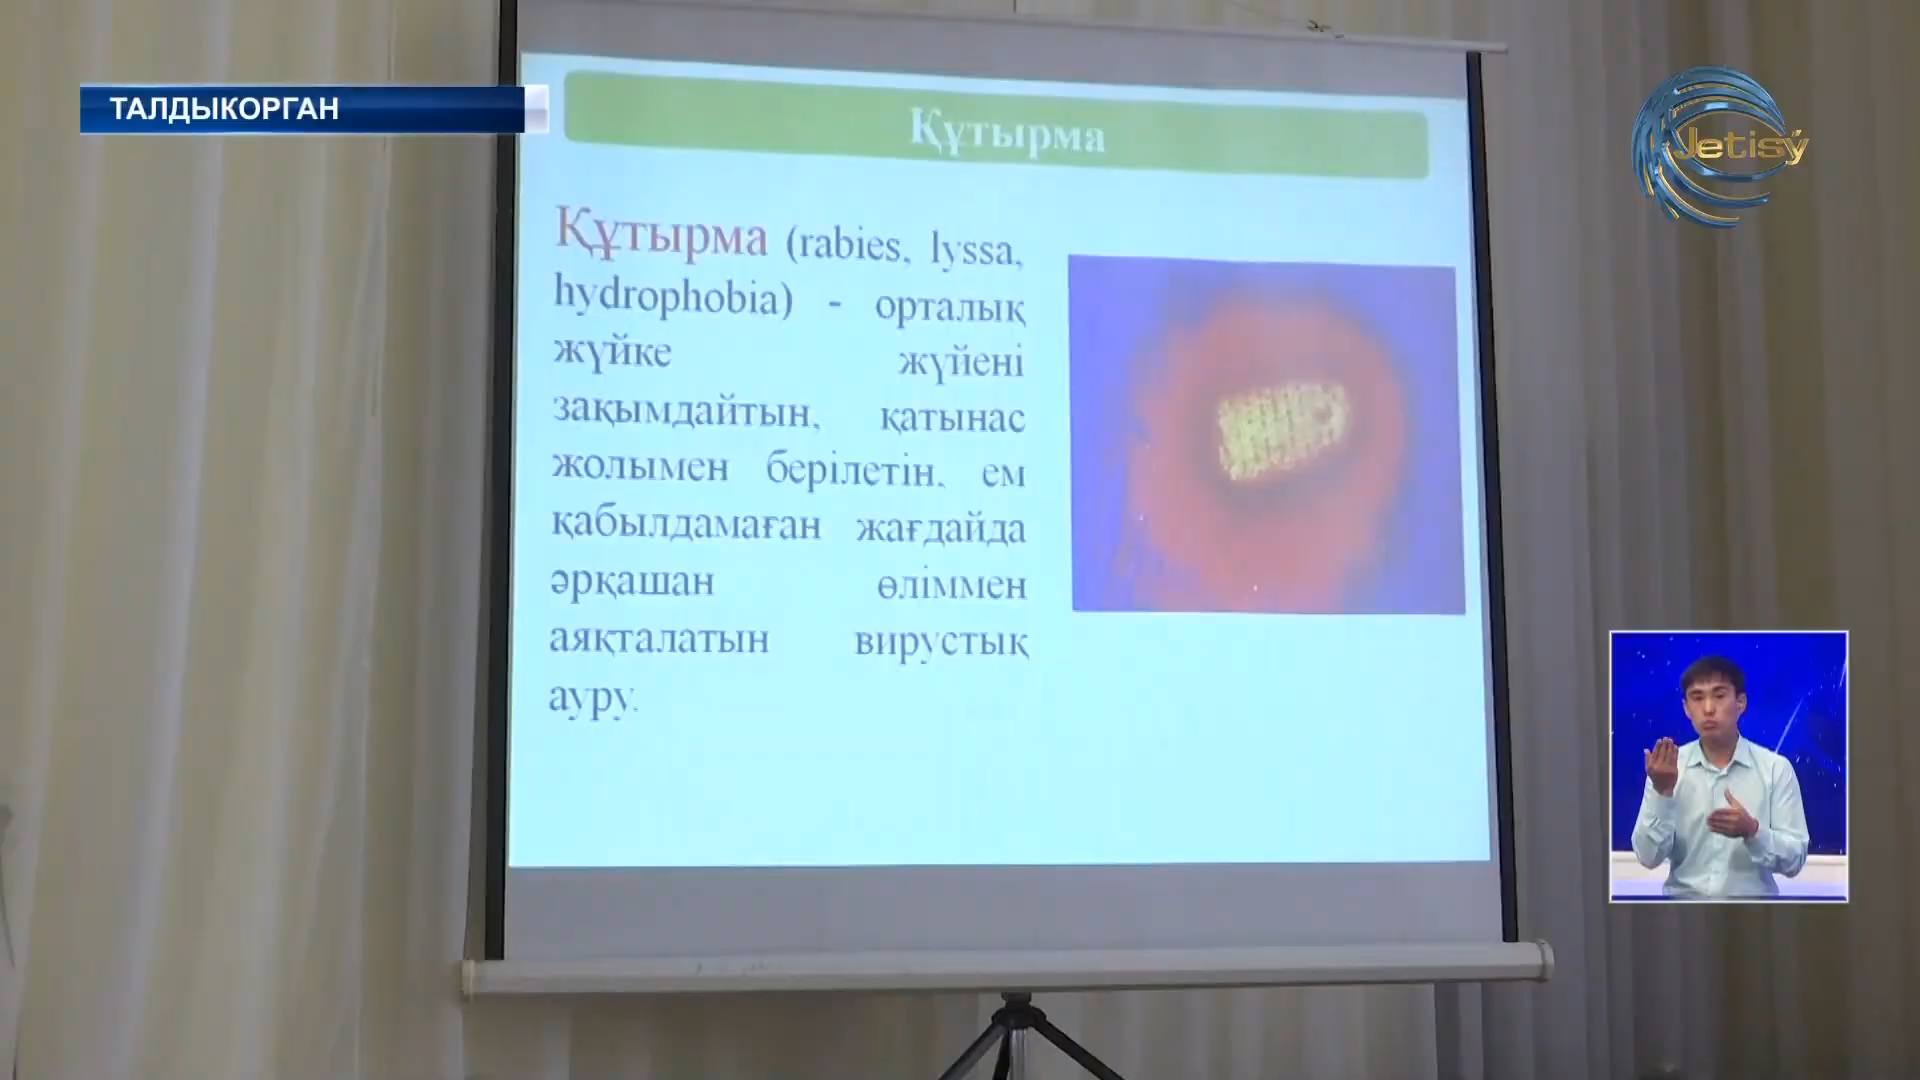 ТАЛДЫКОРГАН
Jetisý
Құтырма
Құтырма (rabies, lyssa,
hydrophobia) - орталық
жүйке жүйені
зақымдайтын, қатынас
жолымен берілетін, ем
қабылдамаған жағдайда
әрқашан өліммен
аяқталатын вирустық
ауру.